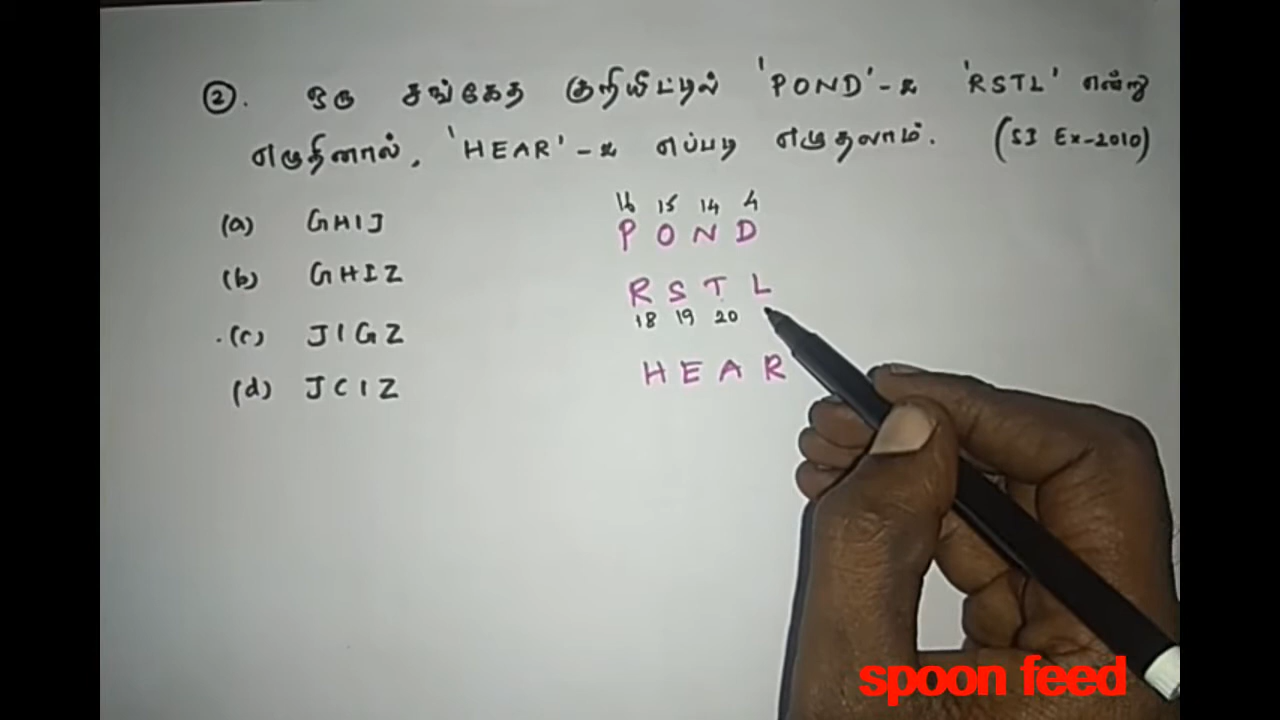 ②. ஒரு சங்கேத குறியீட்டில் 'POND'-ஐ 'RSTL' என்று
எழுதினால், 'HEAR'-ஐ எப்படி எழுதலாம். (SI Ex-2010)
(a) GHIJ
(b) GHIZ
(c) JIGZ
(d) JCIZ
16 15 14 4
P O N D
R S T L
18 19 20
H E A R
spoon feed